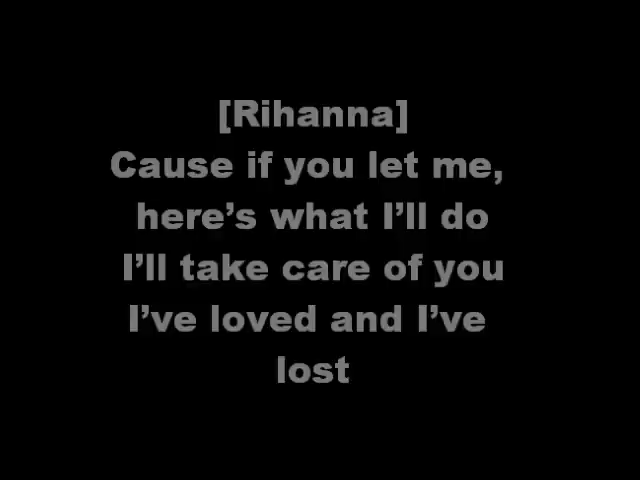 [Rihanna]
Cause if you let me,
here’s what I’ll do
I’ll take care of you
I’ve loved and I’ve
lost